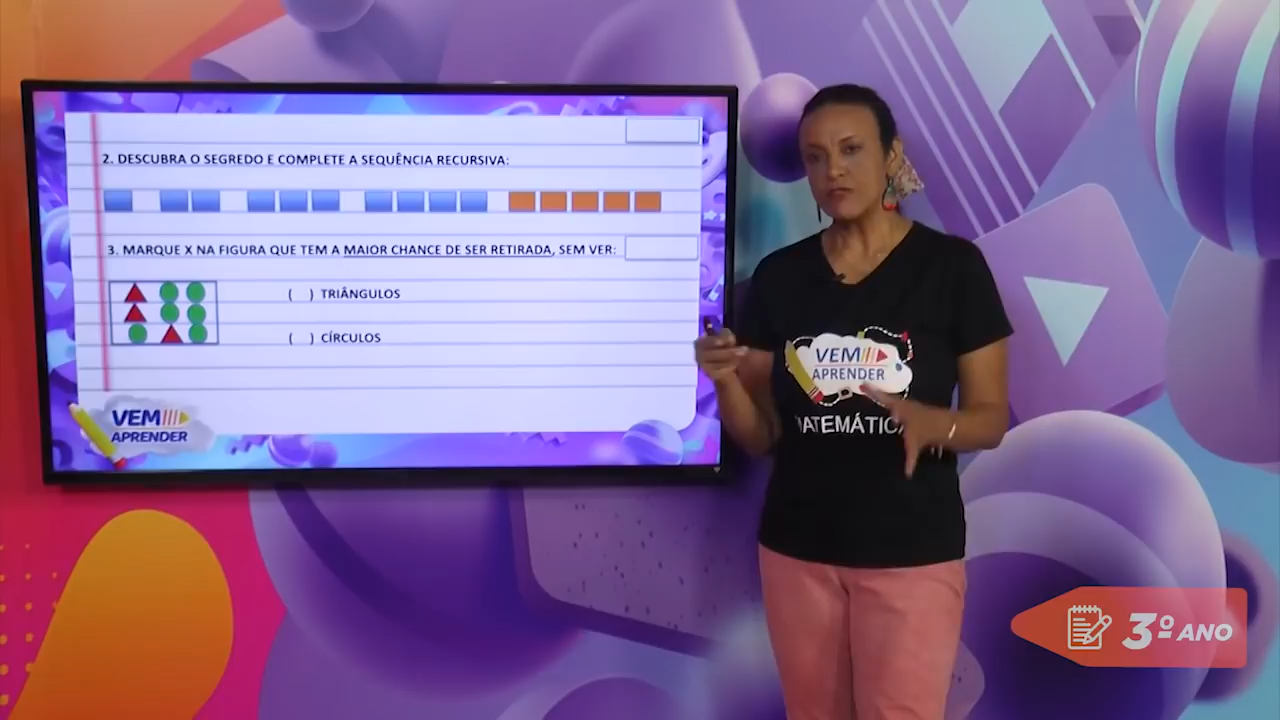 2. DESCUBRA O SEGREDO E COMPLETE A SEQUÊNCIA RECURSIVA:
3. MARQUE X NA FIGURA QUE TEM A MAIOR CHANCE DE SER RETIRADA, SEM VER:
( ) TRIÂNGULOS
( ) CÍRCULOS
VEM
APRENDER
VEM
APRENDER
MATEMÁTICA
3º ANO